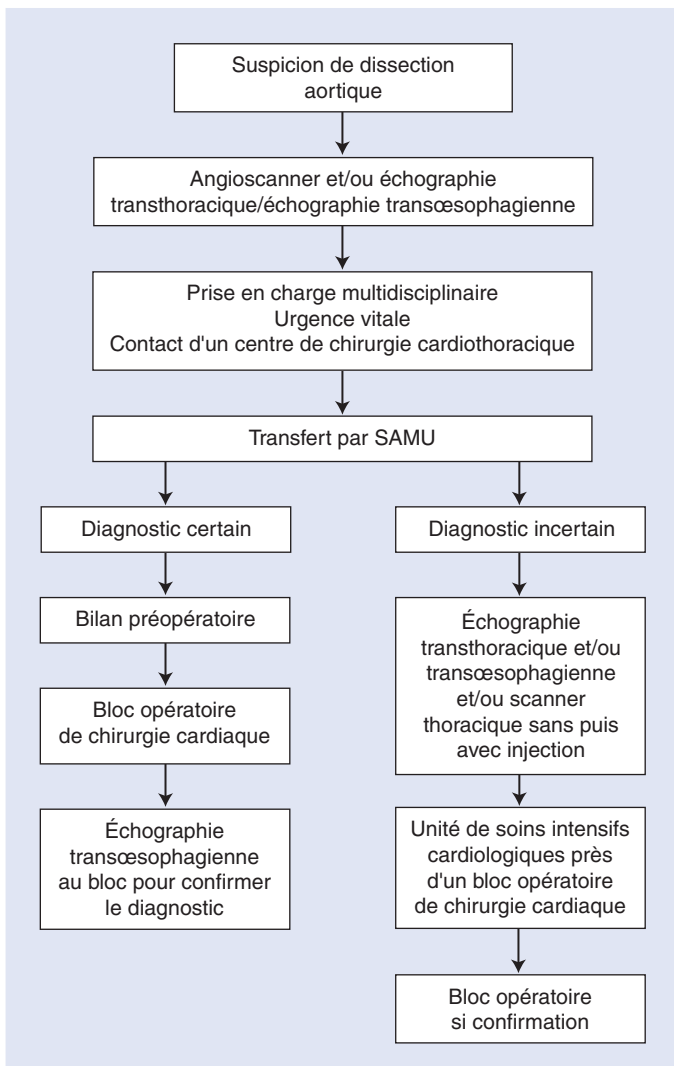 Suspicion de dissection
aortique
Angioscanner et/ou échographie
transthoracique/échographie transœsophagienne
Prise en charge multidisciplinaire
Urgence vitale
Contact d'un centre de chirurgie cardiothoracique
Transfert par SAMU
Diagnostic certain
Bilan préopératoire
Bloc opératoire
de chirurgie cardiaque
Échographie
transœsophagienne
au bloc pour confirmer
le diagnostic
Diagnostic incertain
Échographie
transthoracique et/ou
transœsophagienne
et/ou scanner
thoracique sans puis
avec injection
Unité de soins intensifs
cardiologiques près
d'un bloc opératoire
de chirurgie cardiaque
Bloc opératoire
si confirmation